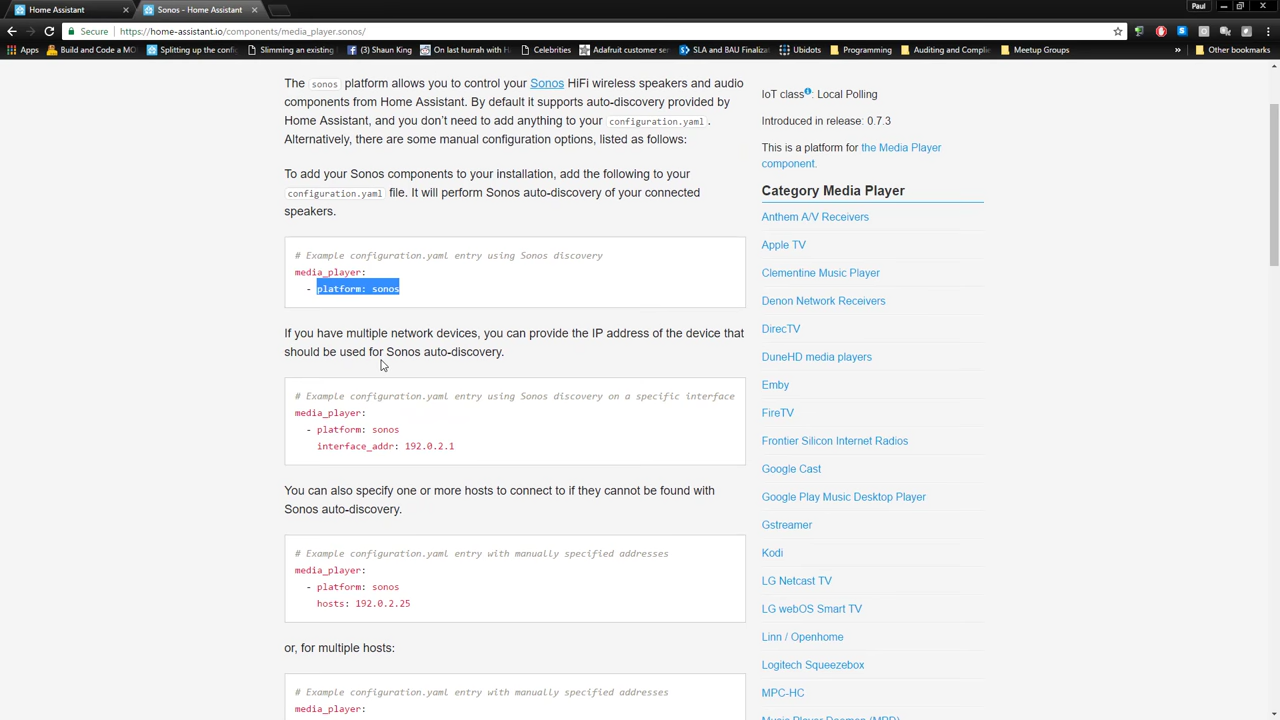 Home Assistant
Sonos - Home Assistant
Paul
Secure
https://home-assistant.io/components/media_player.sonos/
Apps
Build and Code a MO
Splitting up the config
Slimming an existing
(3) Shaun King
On last hurrah with H
Celebrities
Adafruit customer ser
SLA and BAU Finaliza
Ubidots
Programming
Auditing and Complie
Meetup Groups
Other bookmarks
The sonos platform allows you to control your Sonos HiFi wireless speakers and audio
components from Home Assistant. By default it supports auto-discovery provided by
Home Assistant, and you don't need to add anything to your configuration.yaml.
Alternatively, there are some manual configuration options, listed as follows:
To add your Sonos components to your installation, add the following to your
configuration.yaml file. It will perform Sonos auto-discovery of your connected
speakers.
# Example configuration.yaml entry using Sonos discovery
media_player:
- platform: sonos
If you have multiple network devices, you can provide the IP address of the device that
should be used for Sonos auto-discovery.
# Example configuration.yaml entry using Sonos discovery on a specific interface
media_player:
- platform: sonos
interface_addr: 192.0.2.1
You can also specify one or more hosts to connect to if they cannot be found with
Sonos auto-discovery.
# Example configuration.yaml entry with manually specified addresses
media_player:
- platform: sonos
hosts: 192.0.2.25
or, for multiple hosts:
# Example configuration.yaml entry with manually specified addresses
media_player:
IoT class: Local Polling
Introduced in release: 0.7.3
This is a platform for the Media Player
component.
Category Media Player
Anthem A/V Receivers
Apple TV
Clementine Music Player
Denon Network Receivers
DirecTV
DuneHD media players
Emby
FireTV
Frontier Silicon Internet Radios
Google Cast
Google Play Music Desktop Player
Gstreamer
Kodi
LG Netcast TV
LG webOS Smart TV
Linn / Openhome
Logitech Squeezebox
MPC-HC
Music Player Daemon (MPD)